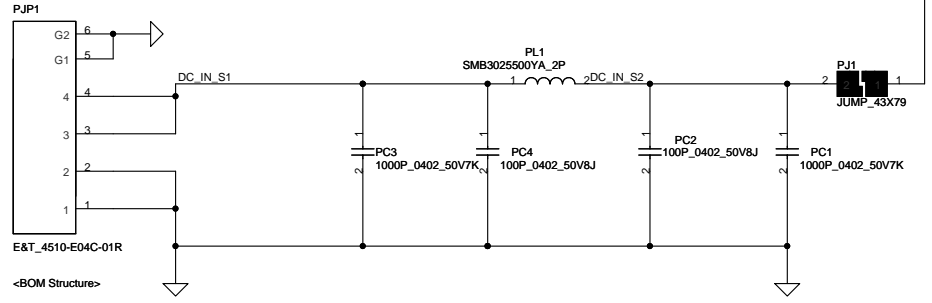 PJP1
G2 6
G1 5
4 4
3 3
2 2
1 1
E&T_4510-E04C-01R
<BOM Structure>
DC_IN_S1
PL1
SMB3025500YA_2P
1 2
DC_IN_S2
PJ1
2 2 1 1
JUMP_43X79
1
PC3
1000P_0402_50V7K
2
1
PC4
100P_0402_50V8J
2
1
PC2
100P_0402_50V8J
2
1
PC1
1000P_0402_50V7K
2